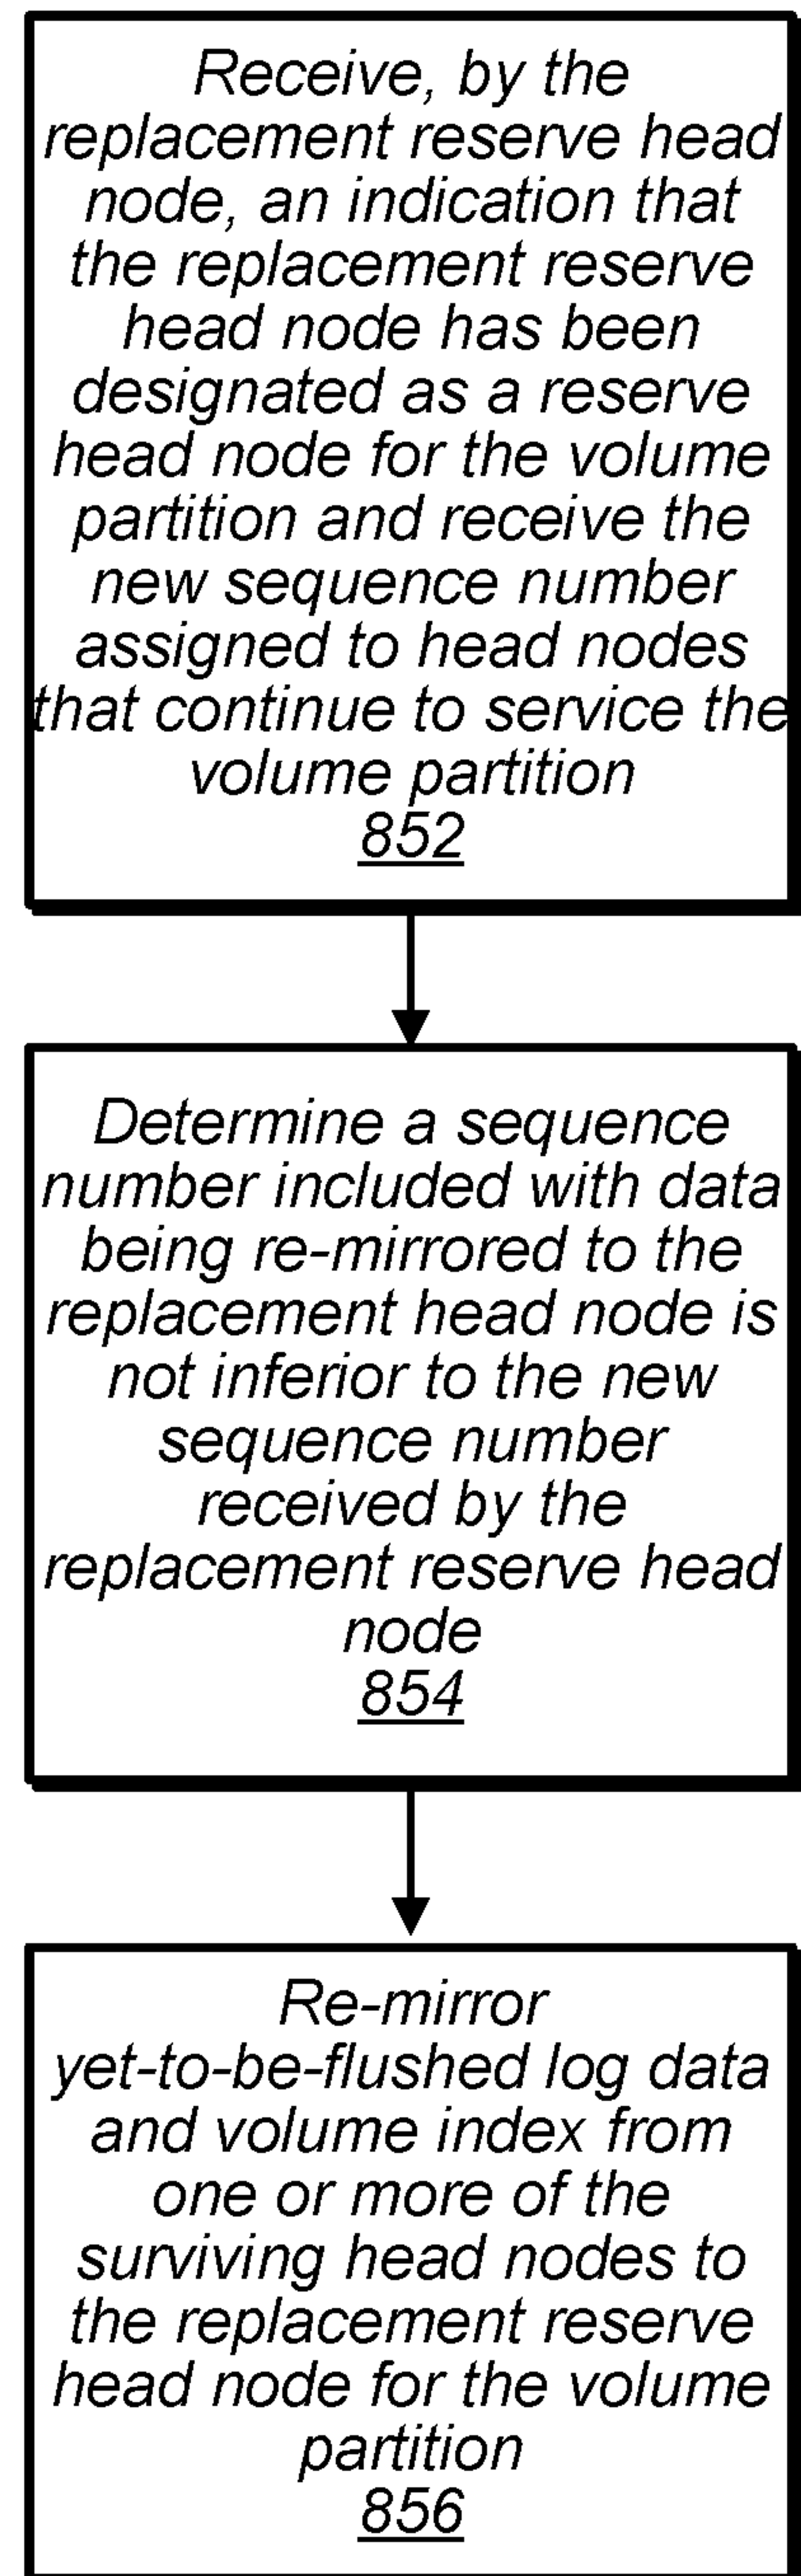 Receive, by the
replacement reserve head
node, an indication that
the replacement reserve
head node has been
designated as a reserve
head node for the volume
partition and receive the
new sequence number
assigned to head nodes
that continue to service the
volume partition
852
Determine a sequence
number included with data
being re-mirrored to the
replacement head node is
not inferior to the new
sequence number
received by the
replacement reserve head
node
854
Re-mirror
yet-to-be-flushed log data
and volume index from
one or more of the
surviving head nodes to
the replacement reserve
head node for the volume
partition
856